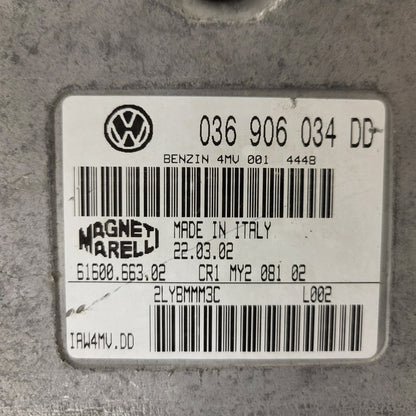 036 906 034 DD
BENZIN 4MV 001 4448
MAGNETI MARELLI
MADE IN ITALY
22.03.02
61600.663.02 CR1 MY2 081 02
2LYBMMM3C L002
IAW4MV.DD